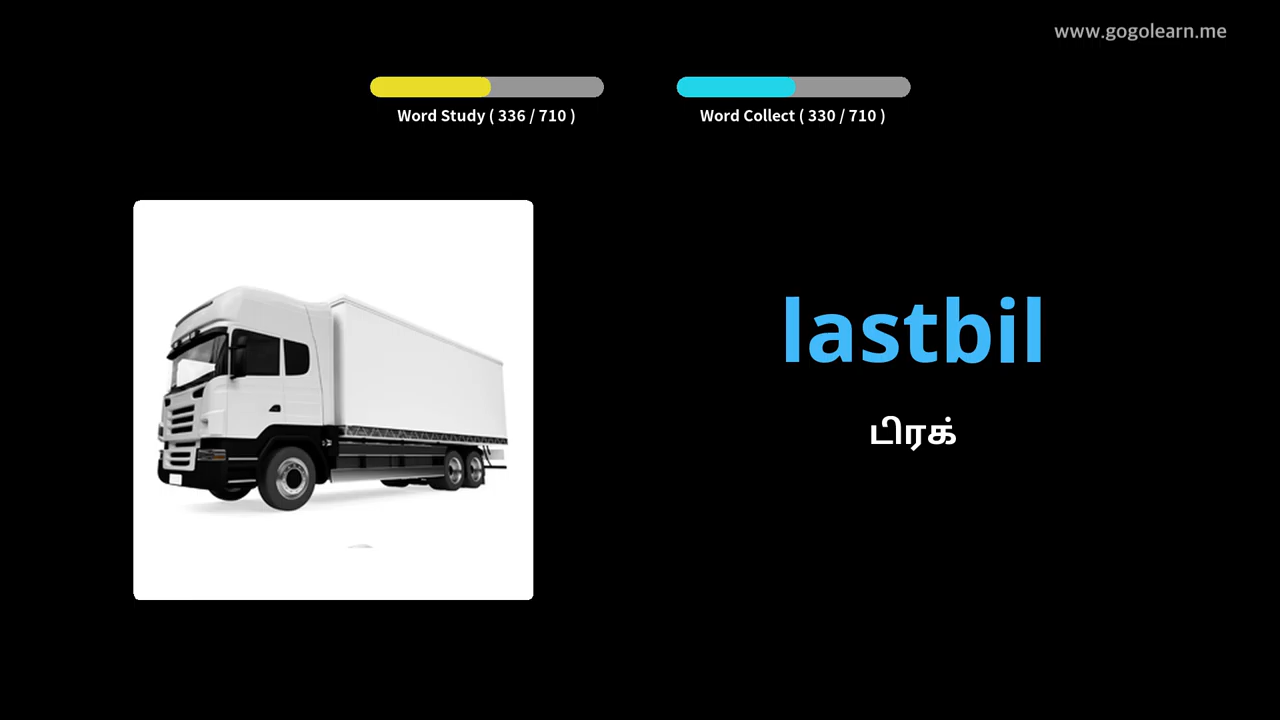 www.gogolearn.me
Word Study ( 336 / 710 )
Word Collect ( 330 / 710 )
lastbil
பிரக்